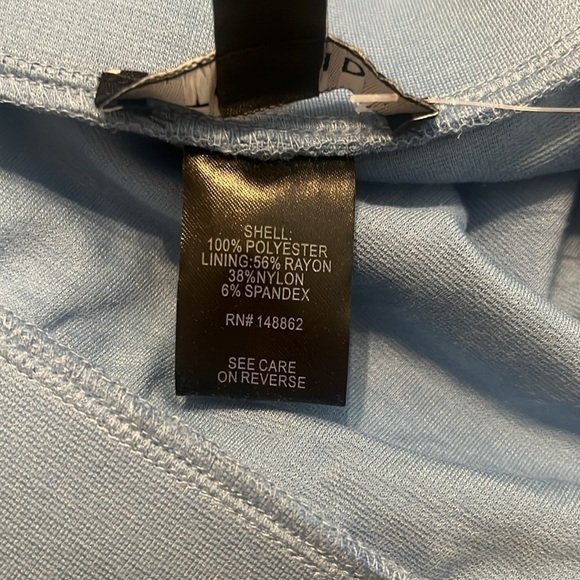 SHELL:
100% POLYESTER
LINING:56% RAYON
38%NYLON
6% SPANDEX
RN# 148862
SEE CARE
ON REVERSE